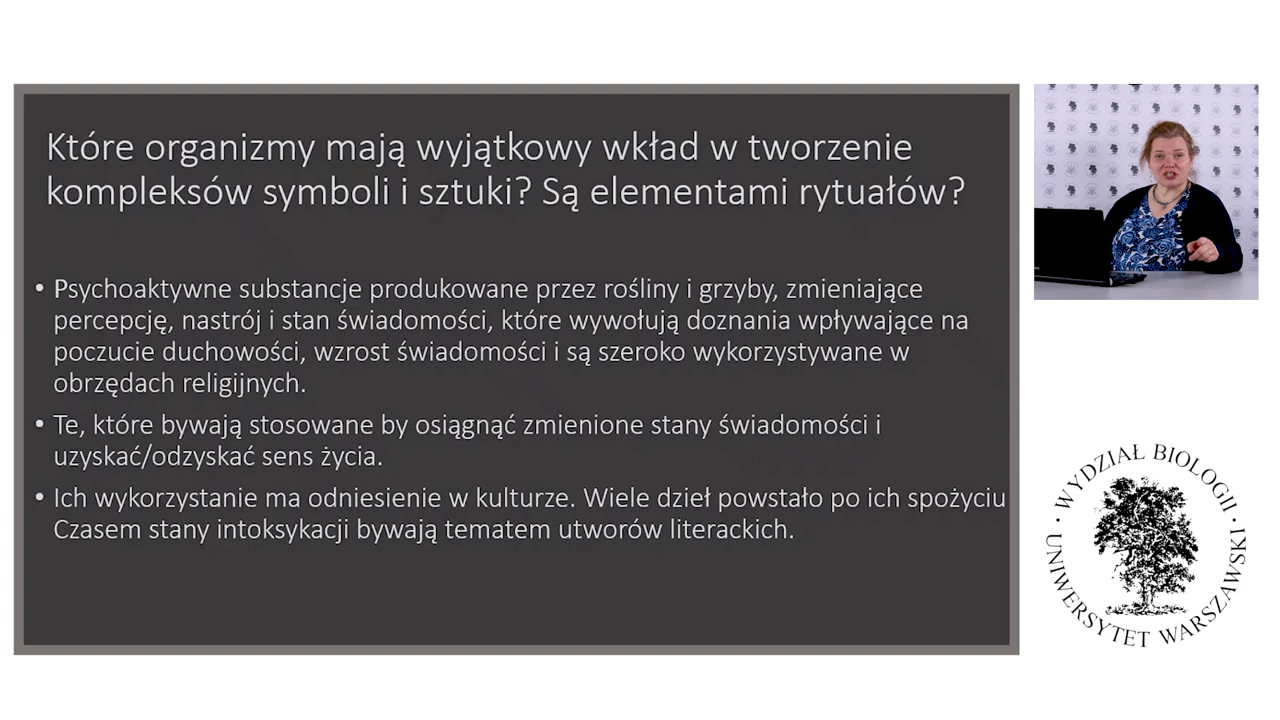 Które organizmy mają wyjątkowy wkład w tworzenie
kompleksów symboli i sztuki? Są elementami rytuałów?
• Psychoaktywne substancje produkowane przez rośliny i grzyby, zmieniające
percepcję, nastrój i stan świadomości, które wywołują doznania wpływające na
poczucie duchowości, wzrost świadomości i są szeroko wykorzystywane w
obrzędach religijnych.
• Te, które bywają stosowane by osiągnąć zmienione stany świadomości i
uzyskać/odzyskać sens życia.
• Ich wykorzystanie ma odniesienie w kulturze. Wiele dzieł powstało po ich spożyciu
Czasem stany intoksykacji bywają tematem utworów literackich.
• WYDZIAŁ BIOLOGII •
UNIWERSYTET WARSZAWSKI